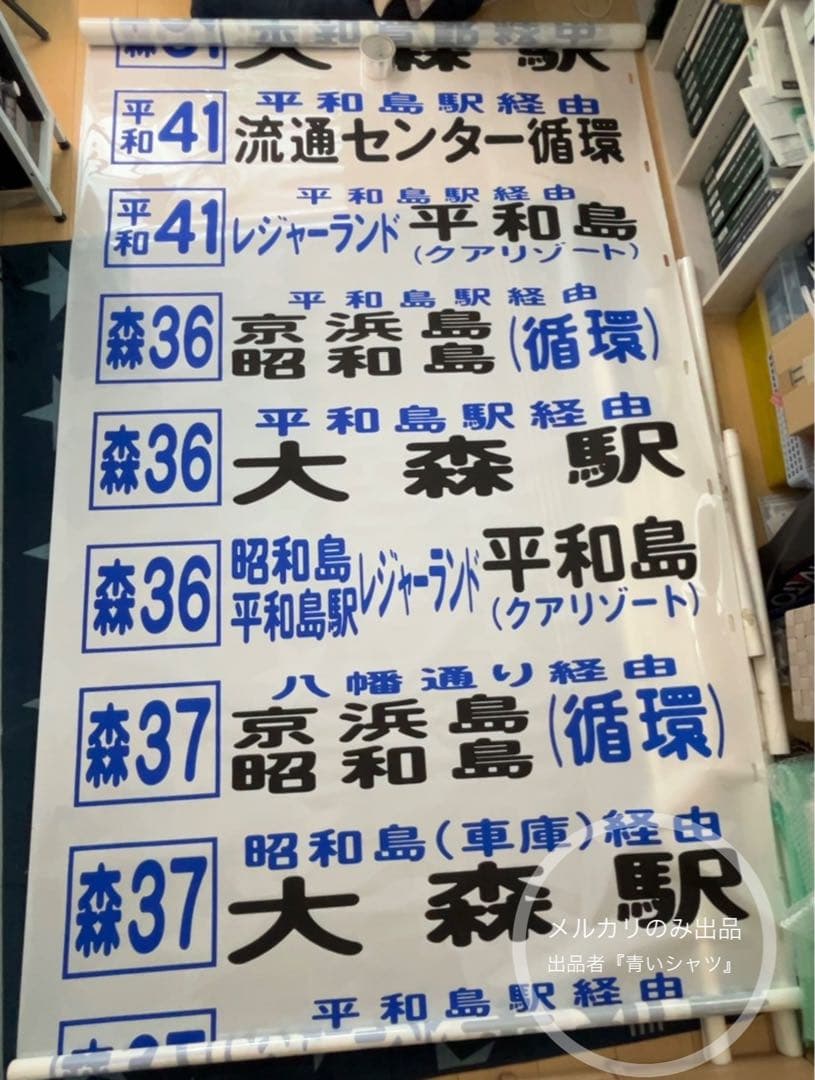 大森駅
平和41
平和島駅経由
流通センター循環
平和41
平和島駅経由
レジャーランド平和島
(クアリゾート)
森36
平和島駅経由
京浜島
昭和島
(循環)
森36
平和島駅経由
大森駅
森36
昭和島
平和島駅
レジャーランド平和島
(クアリゾート)
森37
八幡通り経由
京浜島
昭和島
(循環)
森37
昭和島(車庫)経由
大森駅
平和島駅経由
メルカリのみ出品
出品者『青いシャツ』